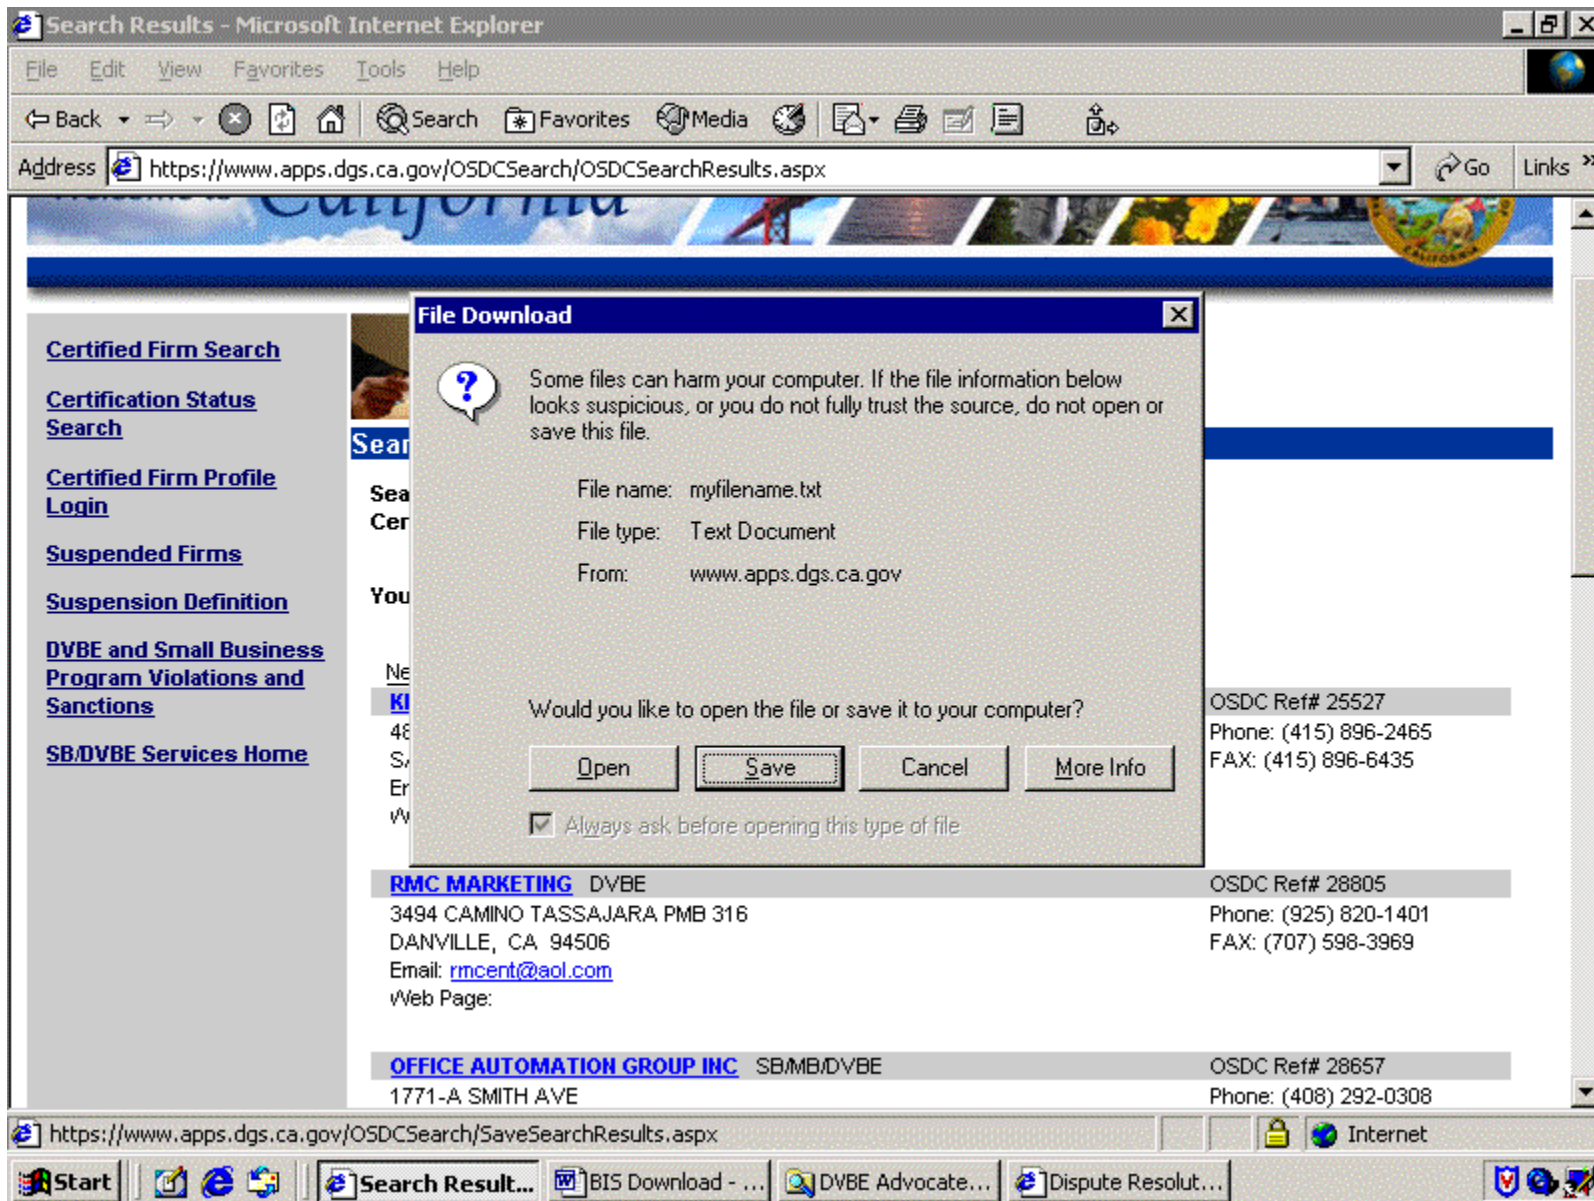 Search Results - Microsoft Internet Explorer
File Edit View Favorites Tools Help
Back Search Favorites Media
Address https://www.apps.dgs.ca.gov/OSDCSearch/OSDCSearchResults.aspx Go Links »
California
CALIFORNIA
Certified Firm Search
Certification Status
Search
Certified Firm Profile
Login
Suspended Firms
Suspension Definition
DVBE and Small Business
Program Violations and
Sanctions
SB/DVBE Services Home
File Download
Some files can harm your computer. If the file information below
looks suspicious, or you do not fully trust the source, do not open or
save this file.
File name: myfilename.txt
File type: Text Document
From: www.apps.dgs.ca.gov
Would you like to open the file or save it to your computer?
Open Save Cancel More Info
Always ask before opening this type of file
Sear
Sea
Cer
You
Ne
OSDC Ref# 25527
48 Phone: (415) 896-2465
FAX: (415) 896-6435
RMC MARKETING DVBE OSDC Ref# 28805
3494 CAMINO TASSAJARA PMB 316 Phone: (925) 820-1401
DANVILLE, CA 94506 FAX: (707) 598-3969
Email: rmcent@aol.com
Web Page:
OFFICE AUTOMATION GROUP INC SB/MB/DVBE OSDC Ref# 28657
1771-A SMITH AVE Phone: (408) 292-0308
https://www.apps.dgs.ca.gov/OSDCSearch/SaveSearchResults.aspx Internet
Start Search Result... BIS Download - ... DVBE Advocate... Dispute Resolut...